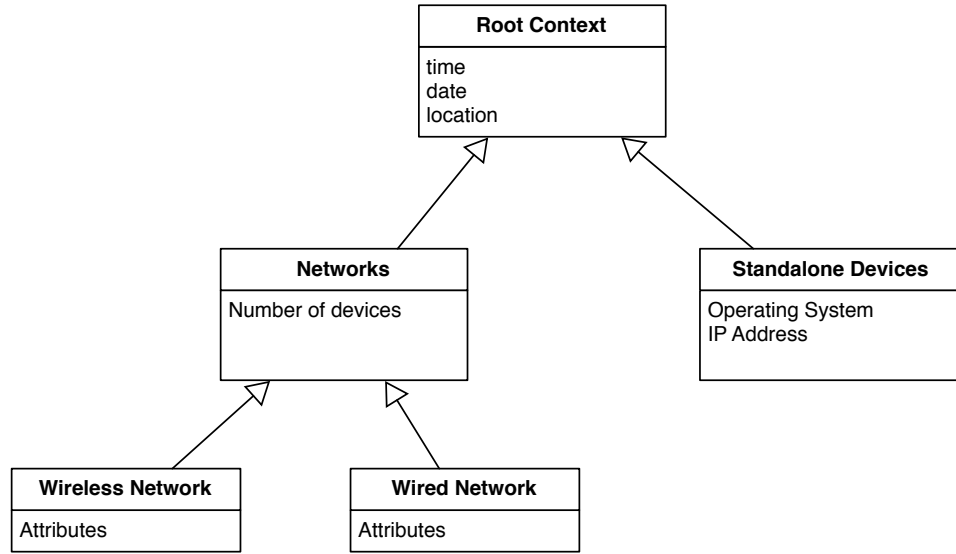 Root Context
time
date
location
Networks
Number of devices
Standalone Devices
Operating System
IP Address
Wireless Network
Attributes
Wired Network
Attributes